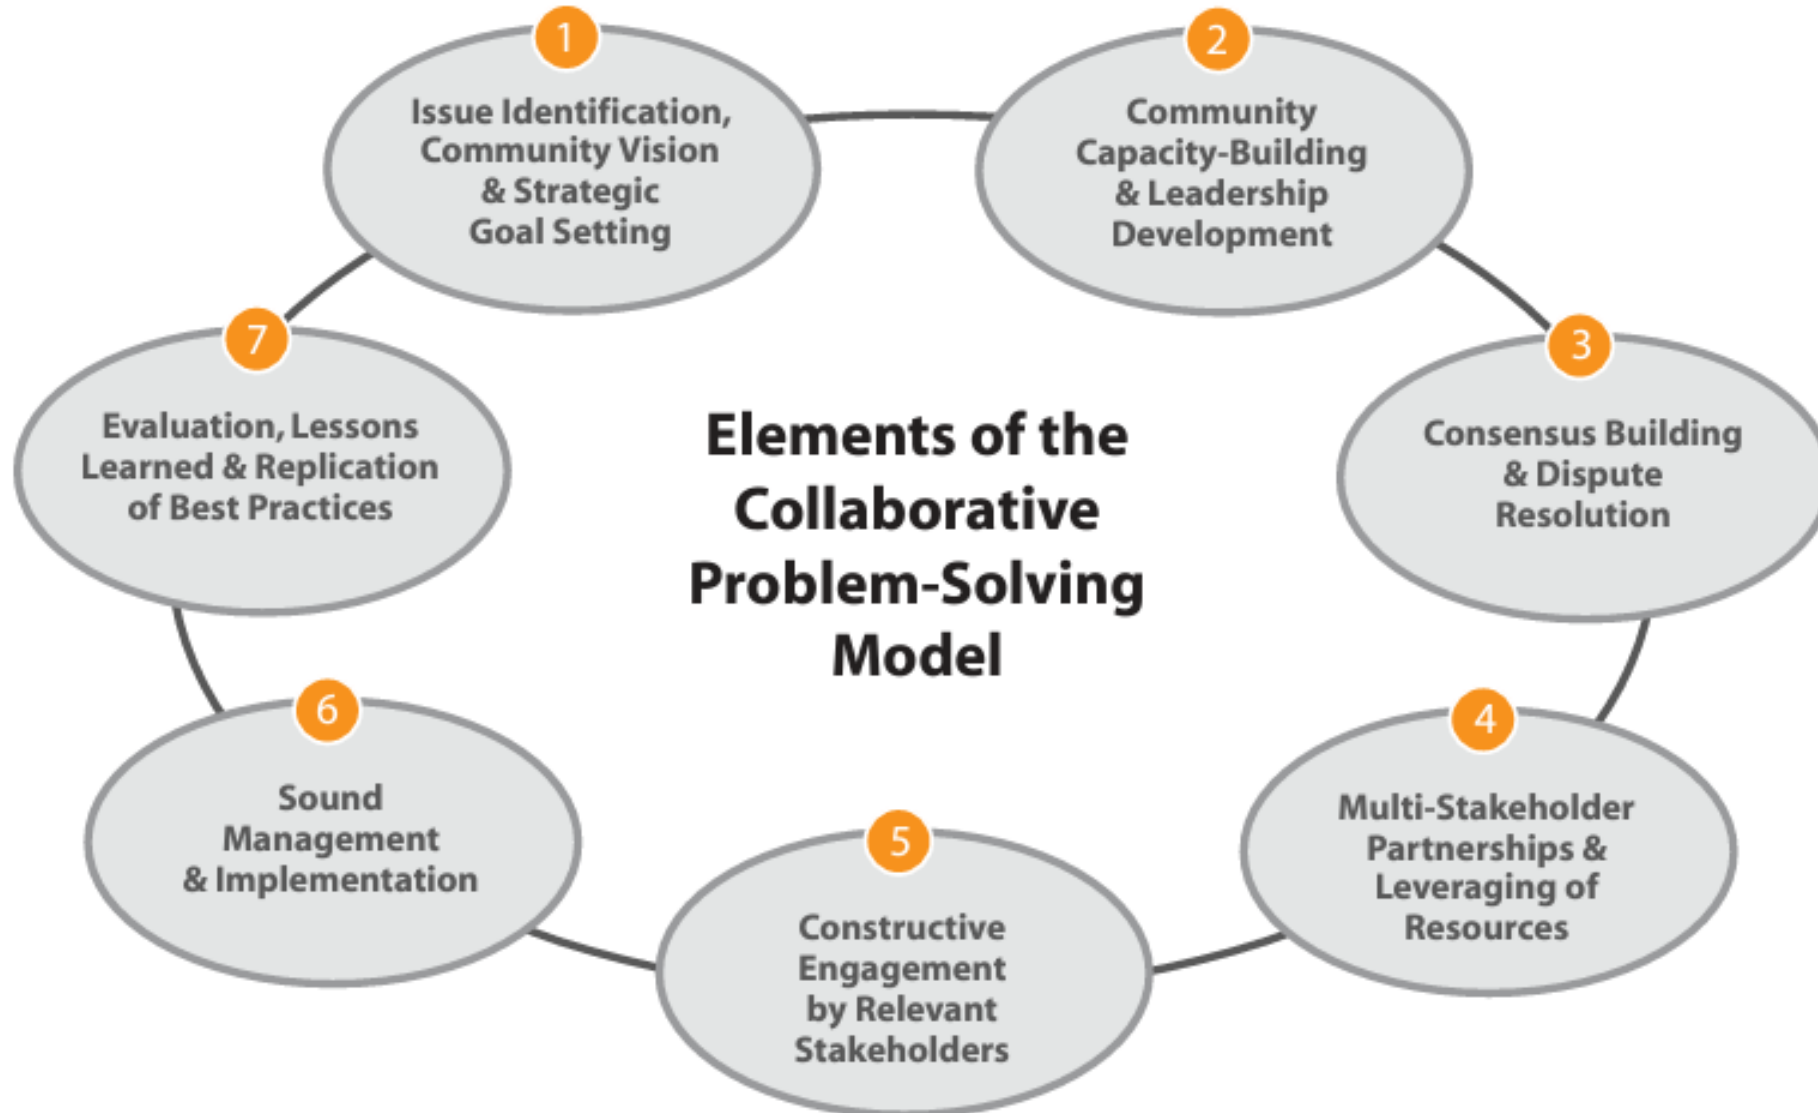 1
Issue Identification,
Community Vision
& Strategic
Goal Setting
2
Community
Capacity-Building
& Leadership
Development
3
Consensus Building
& Dispute
Resolution
4
Multi-Stakeholder
Partnerships &
Leveraging of
Resources
5
Constructive
Engagement
by Relevant
Stakeholders
6
Sound
Management
& Implementation
7
Evaluation, Lessons
Learned & Replication
of Best Practices
Elements of the
Collaborative
Problem-Solving
Model